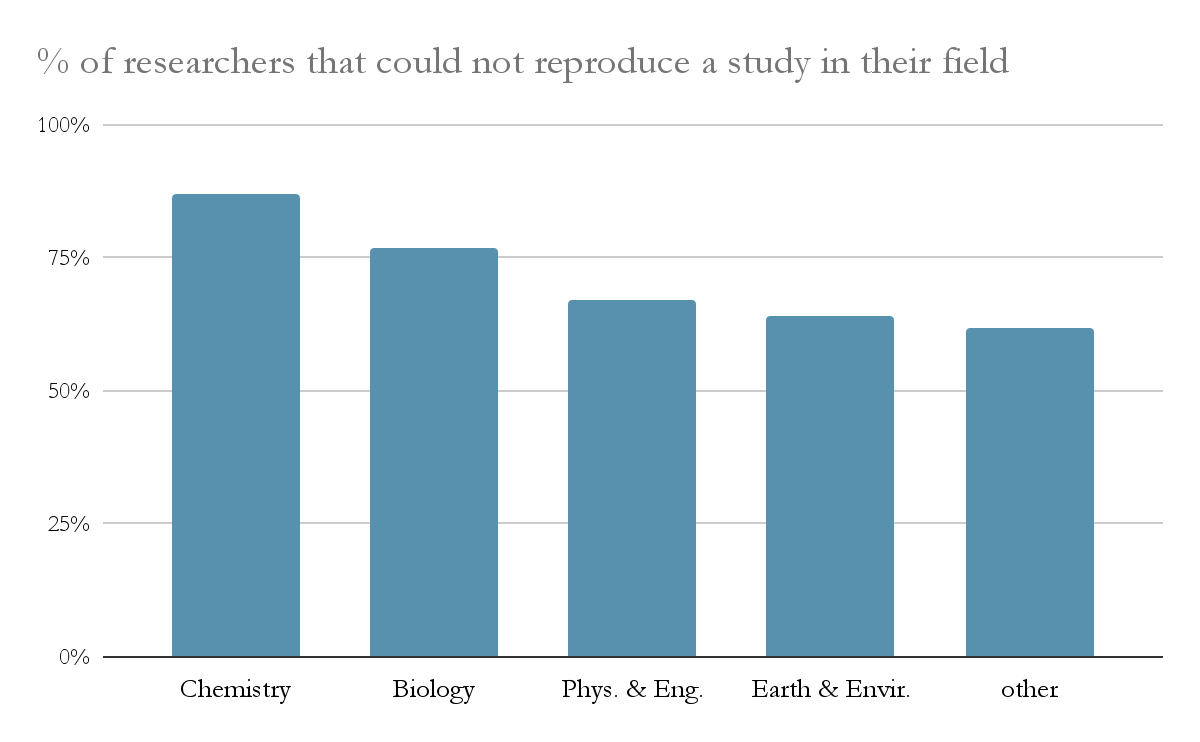 % of researchers that could not reproduce a study in their field
100%
75%
50%
25%
0%
Chemistry Biology Phys. & Eng. Earth & Envir. other